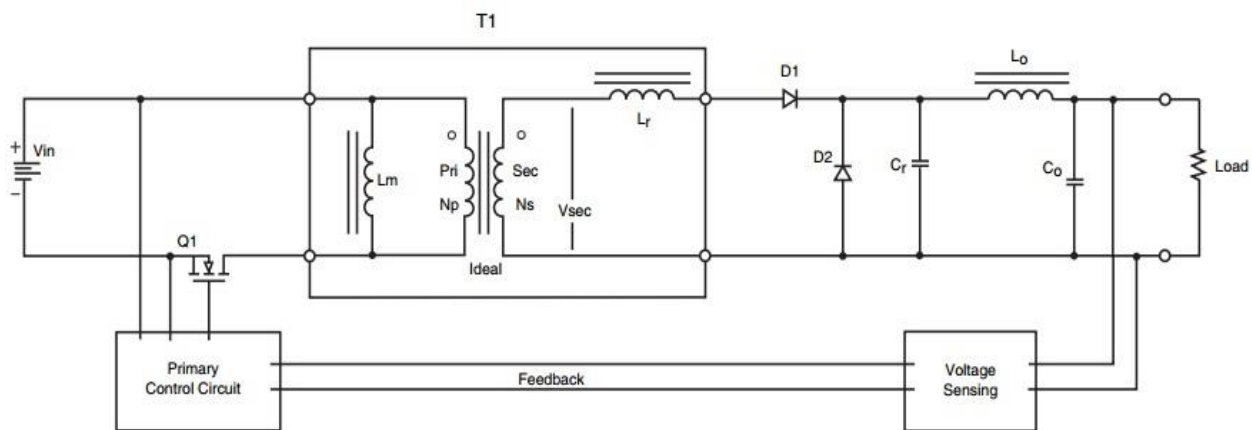 T1
D1
Lo
Lr
+
Vin
−
Lm
Pri
Sec
Np
Ns
Vsec
D2
Cr
Co
Load
Q1
Ideal
Primary
Control Circuit
Feedback
Voltage
Sensing